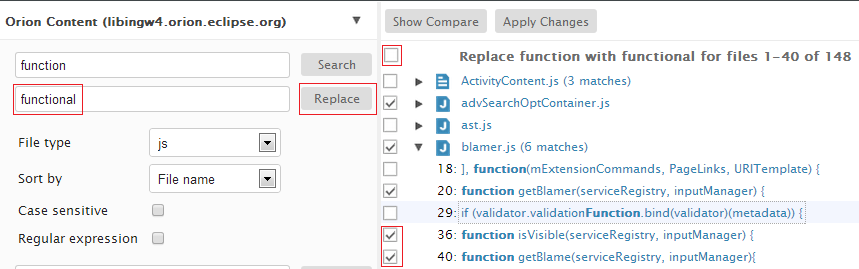 Orion Content (libingw4.orion.eclipse.org)
function
Search
functional
Replace
File type
js
Sort by
File name
Case sensitive
Regular expression
Show Compare
Apply Changes
Replace function with functional for files 1-40 of 148
ActivityContent.js (3 matches)
advSearchOptContainer.js
ast.js
blamer.js (6 matches)
18: ], function(mExtensionCommands, PageLinks, URITemplate) {
20: function getBlamer(serviceRegistry, inputManager) {
29: if (validator.validationFunction.bind(validator)(metadata)) {
36: function isVisible(serviceRegistry, inputManager) {
40: function getBlame(serviceRegistry, inputManager){